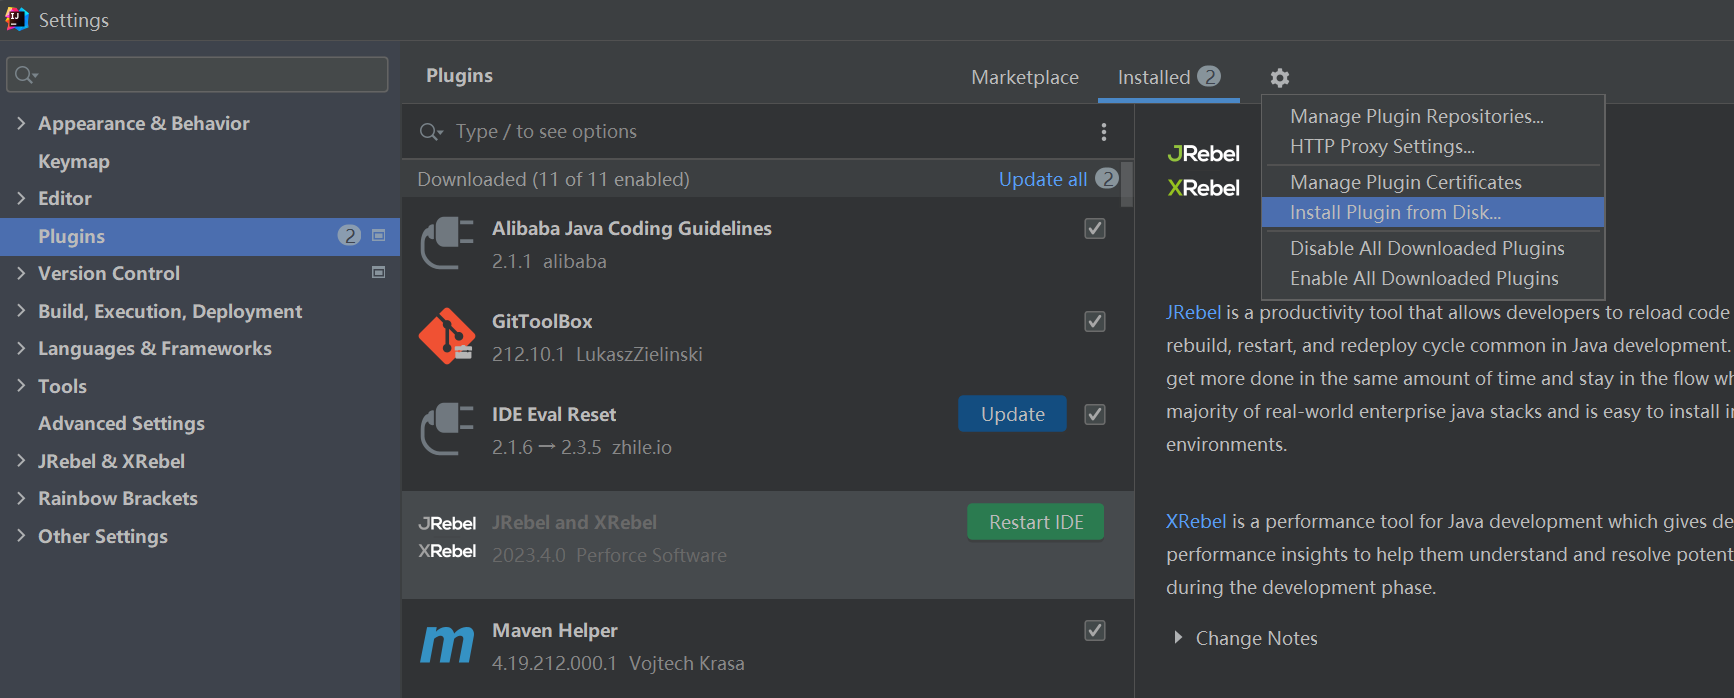 Settings
Appearance & Behavior
Keymap
Editor
Plugins 2
Version Control
Build, Execution, Deployment
Languages & Frameworks
Tools
Advanced Settings
JRebel & XRebel
Rainbow Brackets
Other Settings
Plugins
Marketplace
Installed 2
Type / to see options
Downloaded (11 of 11 enabled)
Update all 2
Alibaba Java Coding Guidelines
2.1.1 alibaba
GitToolBox
212.10.1 LukaszZielinski
IDE Eval Reset
2.1.6 → 2.3.5 zhile.io
Update
JRebel
XRebel
JRebel and XRebel
2023.4.0 Perforce Software
Restart IDE
m
Maven Helper
4.19.212.000.1 Vojtech Krasa
Manage Plugin Repositories...
HTTP Proxy Settings...
Manage Plugin Certificates
Install Plugin from Disk...
Disable All Downloaded Plugins
Enable All Downloaded Plugins
JRebel
XRebel
JRebel is a productivity tool that allows developers to reload code
rebuild, restart, and redeploy cycle common in Java development.
get more done in the same amount of time and stay in the flow wh
majority of real-world enterprise java stacks and is easy to install i
environments.
XRebel is a performance tool for Java development which gives de
performance insights to help them understand and resolve potent
during the development phase.
Change Notes